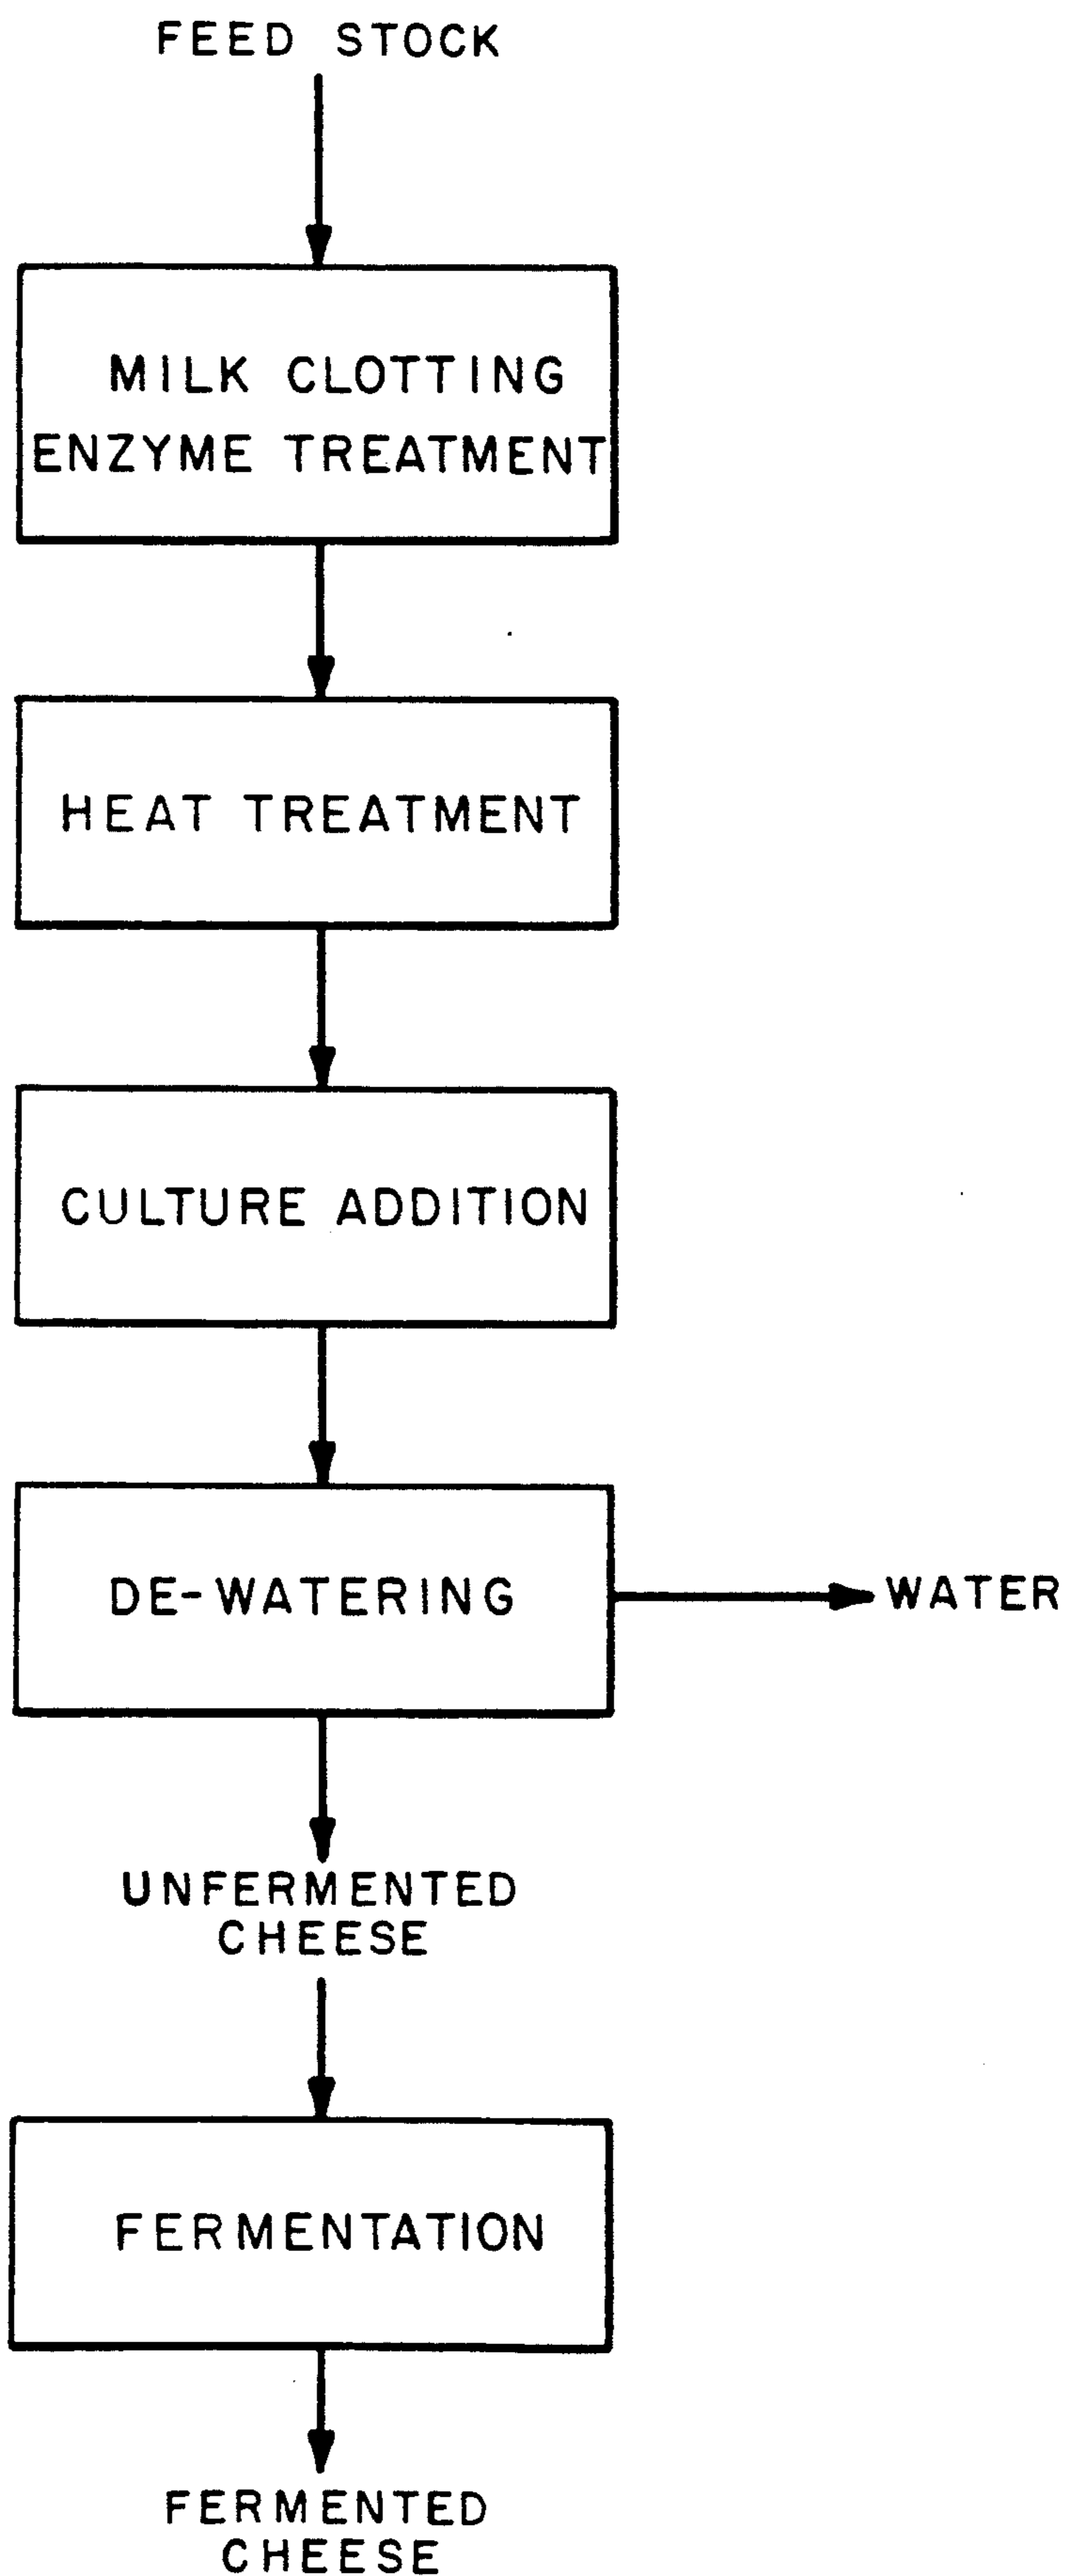 FEED STOCK
MILK CLOTTING
ENZYME TREATMENT
HEAT TREATMENT
CULTURE ADDITION
DE-WATERING
WATER
UNFERMENTED
CHEESE
FERMENTATION
FERMENTED
CHEESE